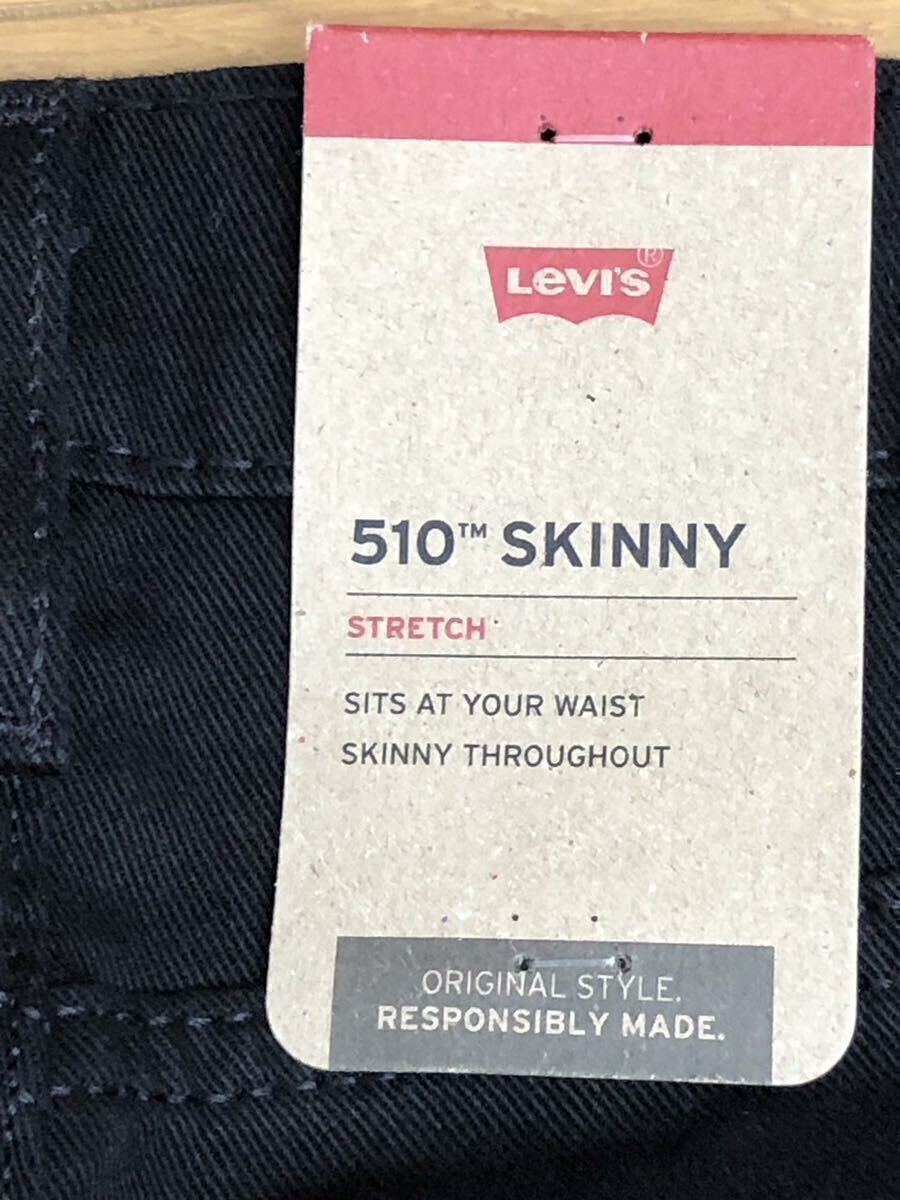 LEVI'S®
510™ SKINNY
STRETCH
SITS AT YOUR WAIST
SKINNY THROUGHOUT
ORIGINAL STYLE.
RESPONSIBLY MADE.